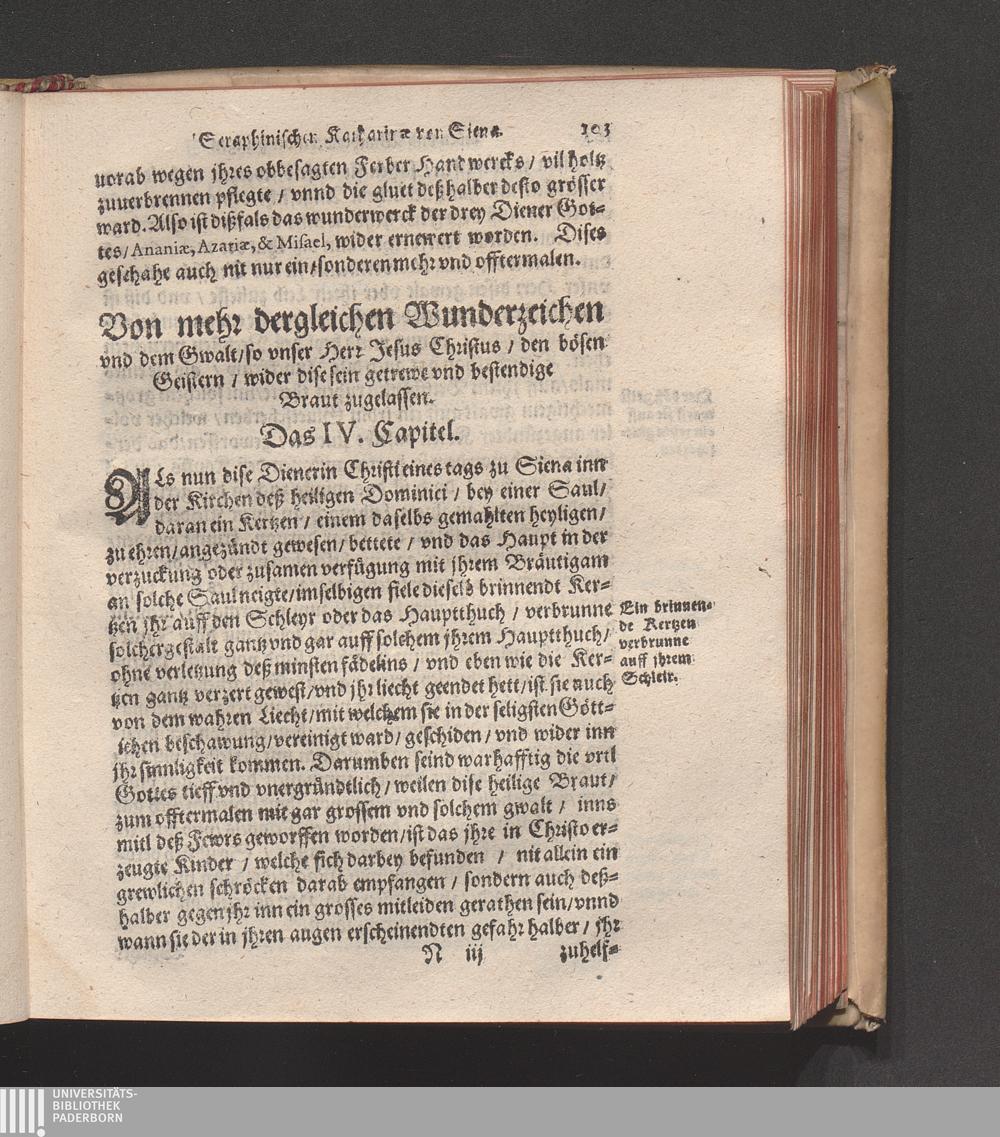 Seraphinischen Katharinæ von Siena. 103
uorab wegen jhres obbesagten Ferber Handwercks / vil holtz
zuuerbrennen pflegte / vnnd die gluet deßhalber desto grösser
ward. Also ist dißfals das wunderwerck der drey Diener Got-
tes / Ananiæ, Azariæ, & Misael, wider ernewert worden. Dises
geschahe auch nit nur ein / sonderen mehr vnd offtermalen.
Von mehr dergleichen Wunderzeichen
vnd dem Gwalt / so vnser Herr Jesus Christus / den bösen
Geistern / wider dise sein getrewe vnd bestendige
Braut zugelassen.
Das IV. Capitel.
ALs nun dise Dienerin Christi eines tags zu Siena inn
der Kirchen deß heiligen Dominici / bey einer Saul /
daran ein Kertzen / einem daselbs gemahlten heyligen /
zu ehren / angezündt gewesen / bettete / vnd das Haupt in der
verzuckung oder zusamen verfügung mit jhrem Bräutigam
an solche Saul neigte / imselbigen fiele dieselb brinnendt Ker-
tzen jhr auff den Schleyr oder das Hauptthuch / verbrunne
solchergestalt gantz vnd gar auff solchem jhrem Hauptthuch /
ohne verletzung deß minsten fädelins / vnd eben wie die Ker-
tzen gantz verzert gewest / vnd jhr liecht geendet hett / ist sie auch
von dem wahren Liecht / mit welchem sie in der seligsten Gött-
ichen beschawung / vereinigt ward / geschiden / vnd wider inn
jhr sinnligkeit kommen. Darumben seind warhafftig die vrtl
Gottes tieff vnd vnergründtlich / weilen dise heilige Braut /
zum offtermalen mit gar grossem vnd solchem gwalt / inns
mitl deß Fewrs geworffen worden / ist das jhre in Christo er-
zeugte Kinder / welche sich darbey befunden / nit allein ein
grewlichen schröcken darab empfangen / sondern auch deß-
halber gegen jhr inn ein grosses mitleiden gerathen sein / vnnd
wann sie der in jhren augen erscheinendten gefahr halber / jhr
N iij zuhelf-
Ein brinnen-
de Kertzen
verbrunne
auff jhrem
Schleir.
UNIVERSITÄTS-
BIBLIOTHEK
PADERBORN